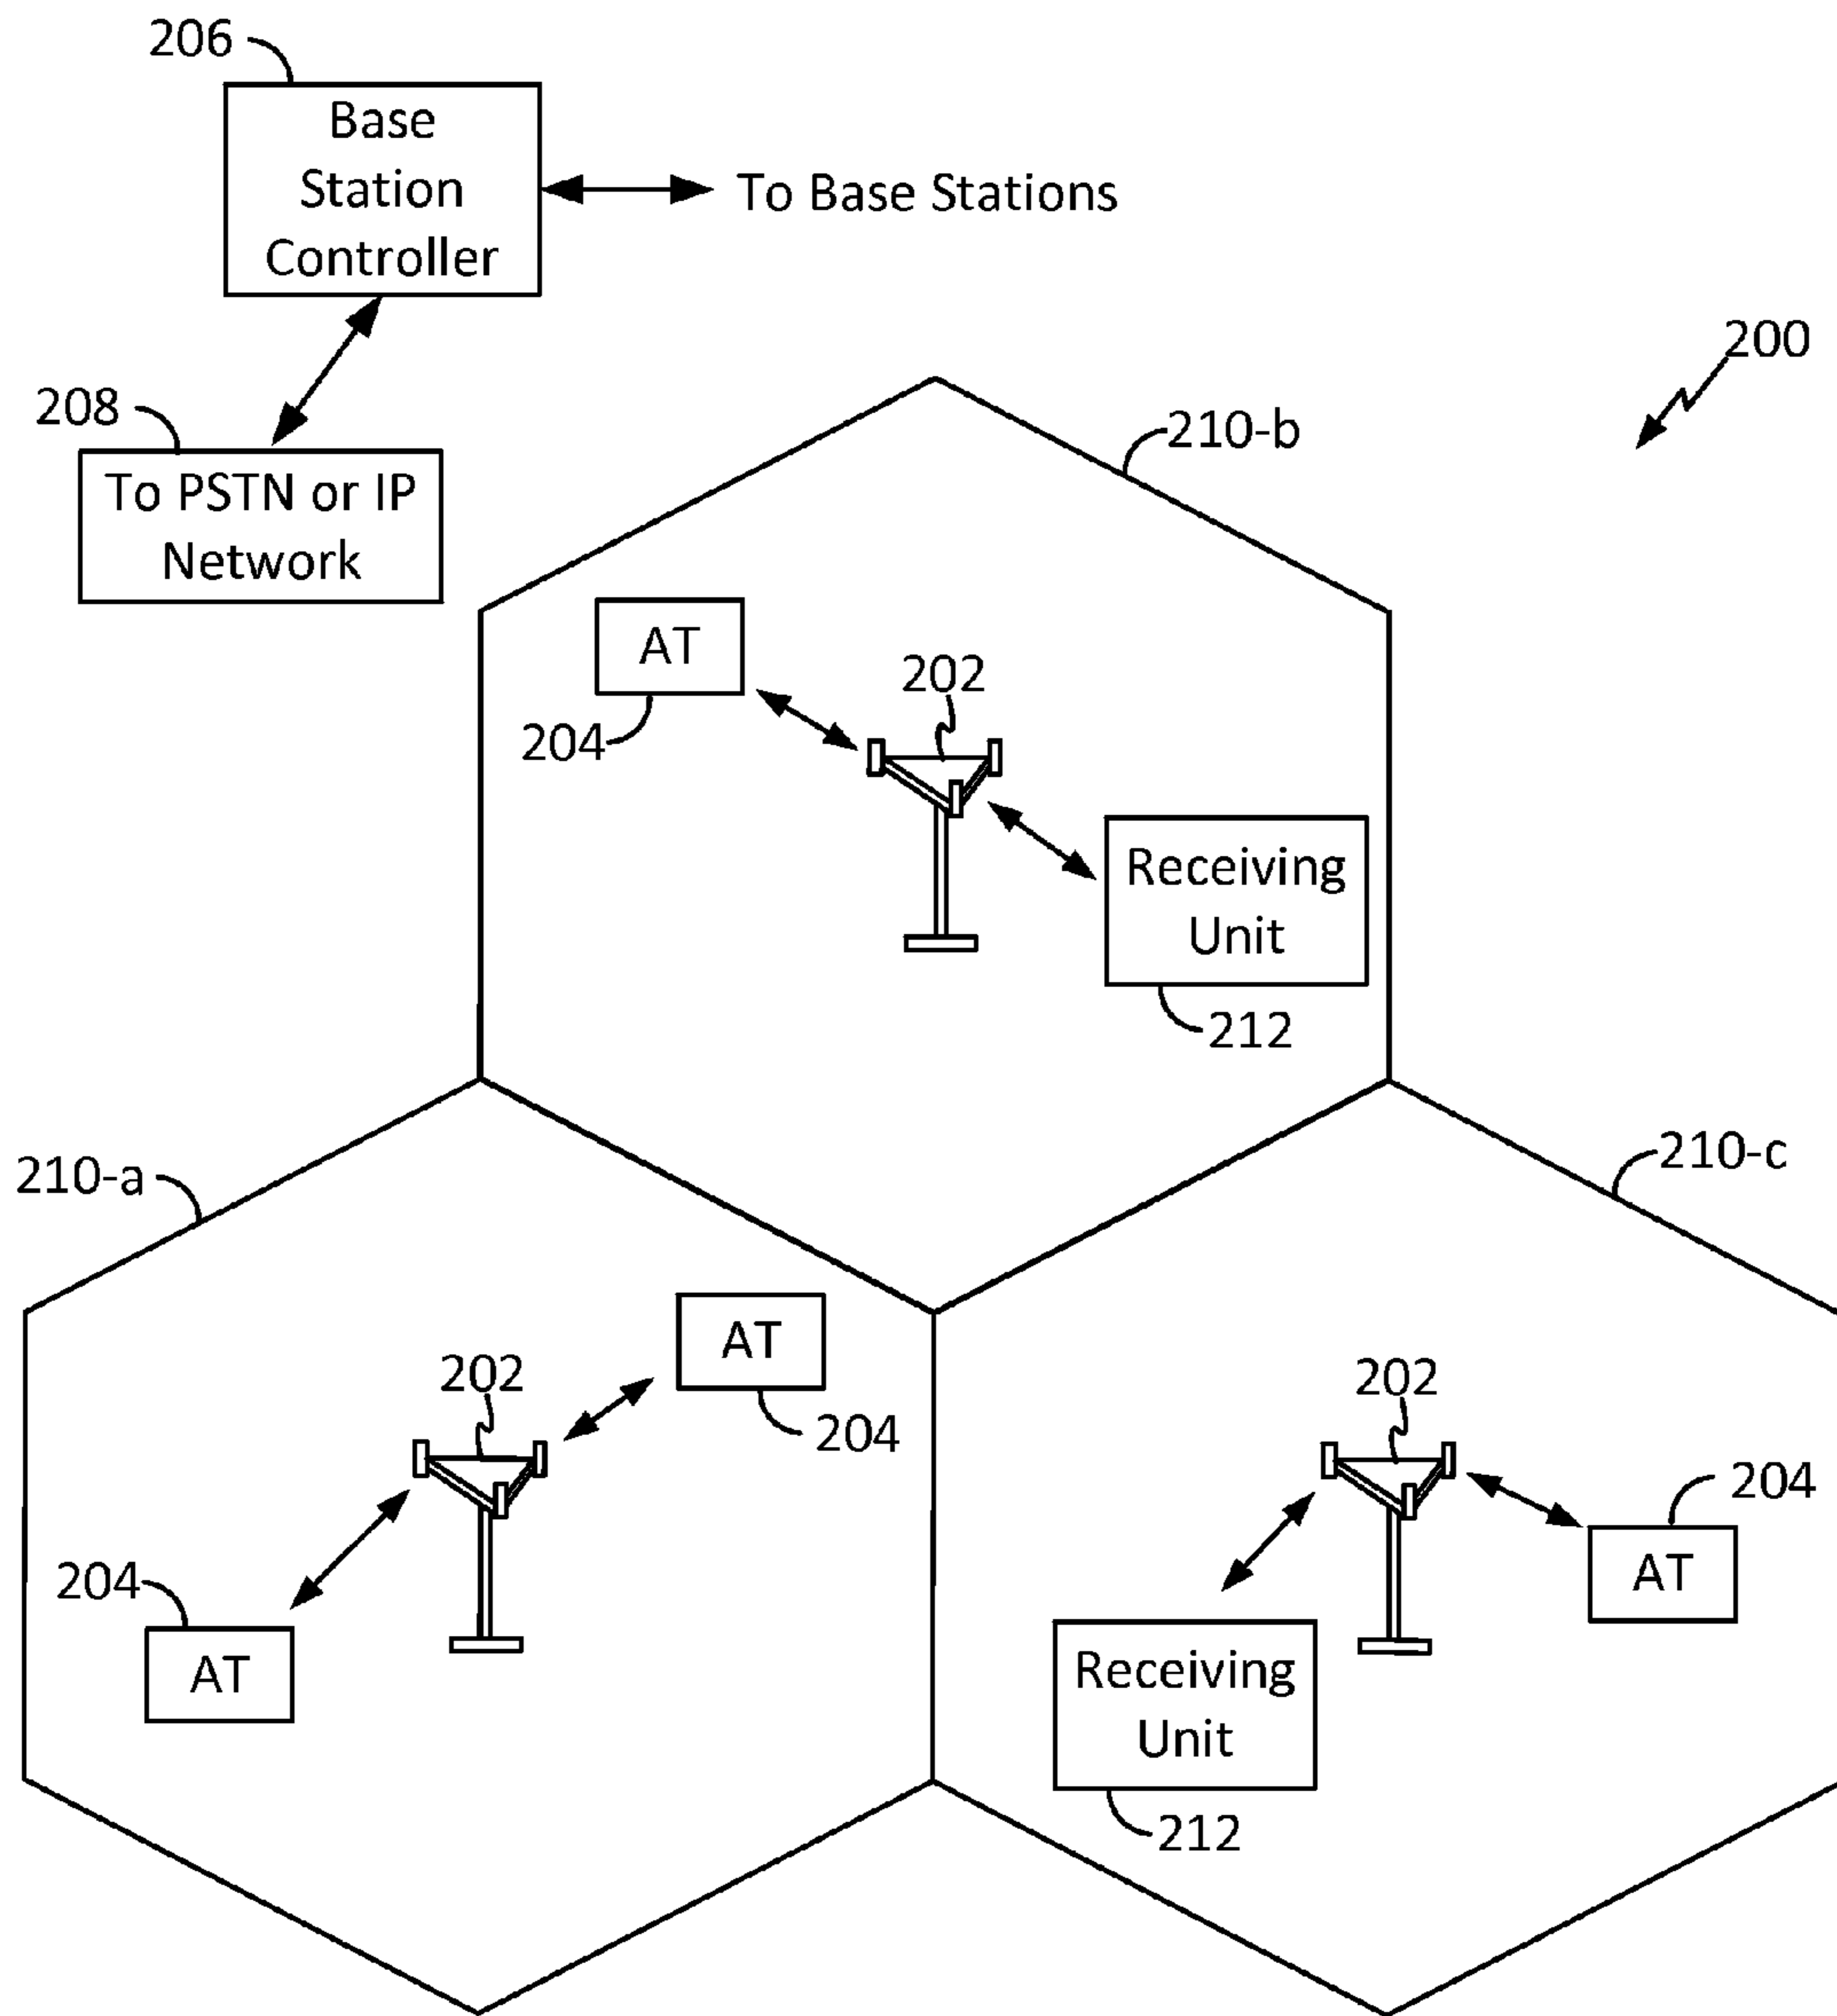 206
Base
Station
Controller
To Base Stations
200
208
To PSTN or IP
Network
210-b
AT
204
202
Receiving
Unit
212
210-a
210-c
AT
204
202
204
AT
202
204
AT
Receiving
Unit
212